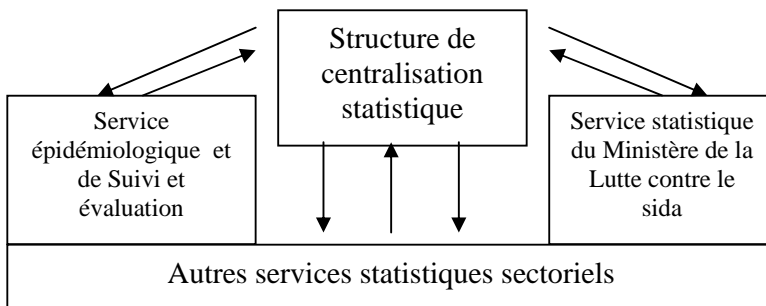 Structure de
centralisation
statistique
Service
épidémiologique et
de Suivi et
évaluation
Service statistique
du Ministère de la
Lutte contre le
sida
Autres services statistiques sectoriels